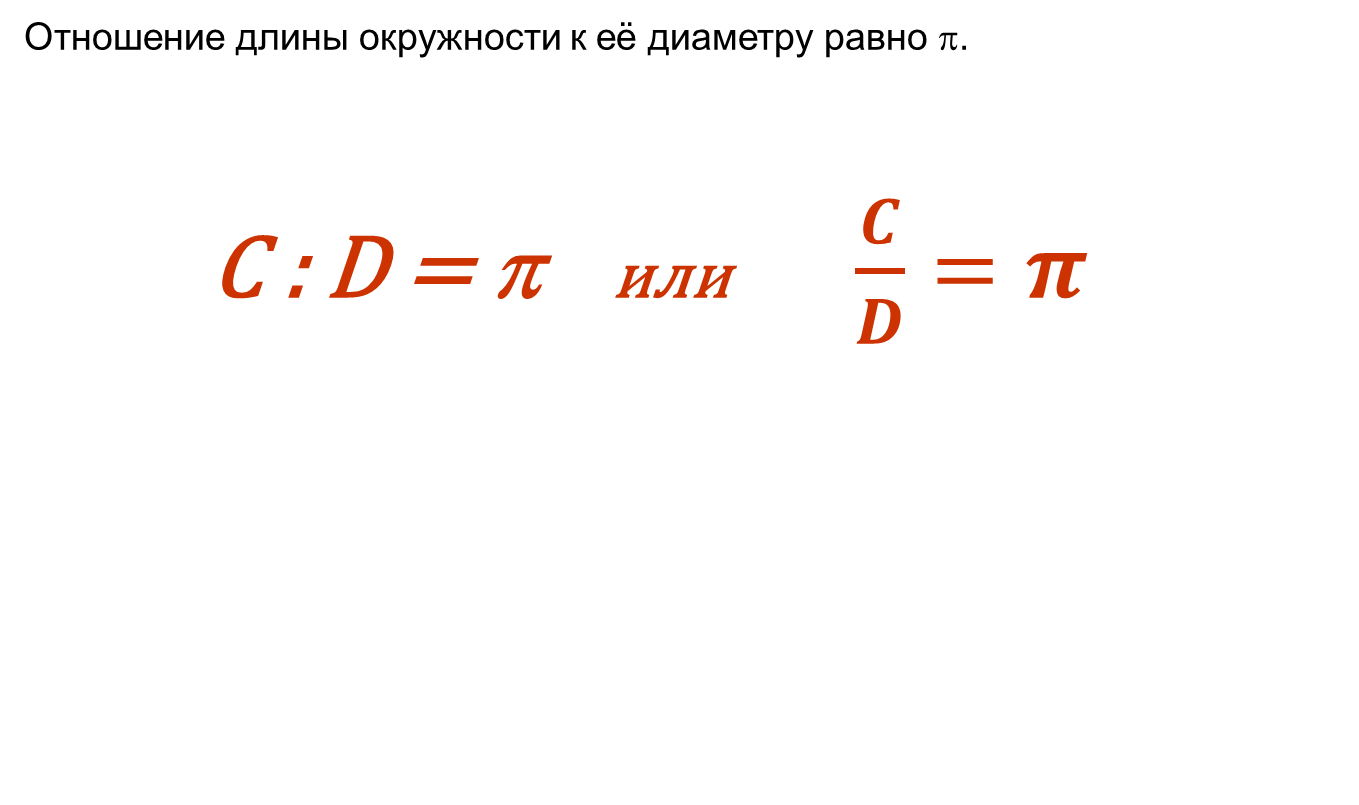 Отношение длины окружности к её диаметру равно π.
C : D = π или C/D = π